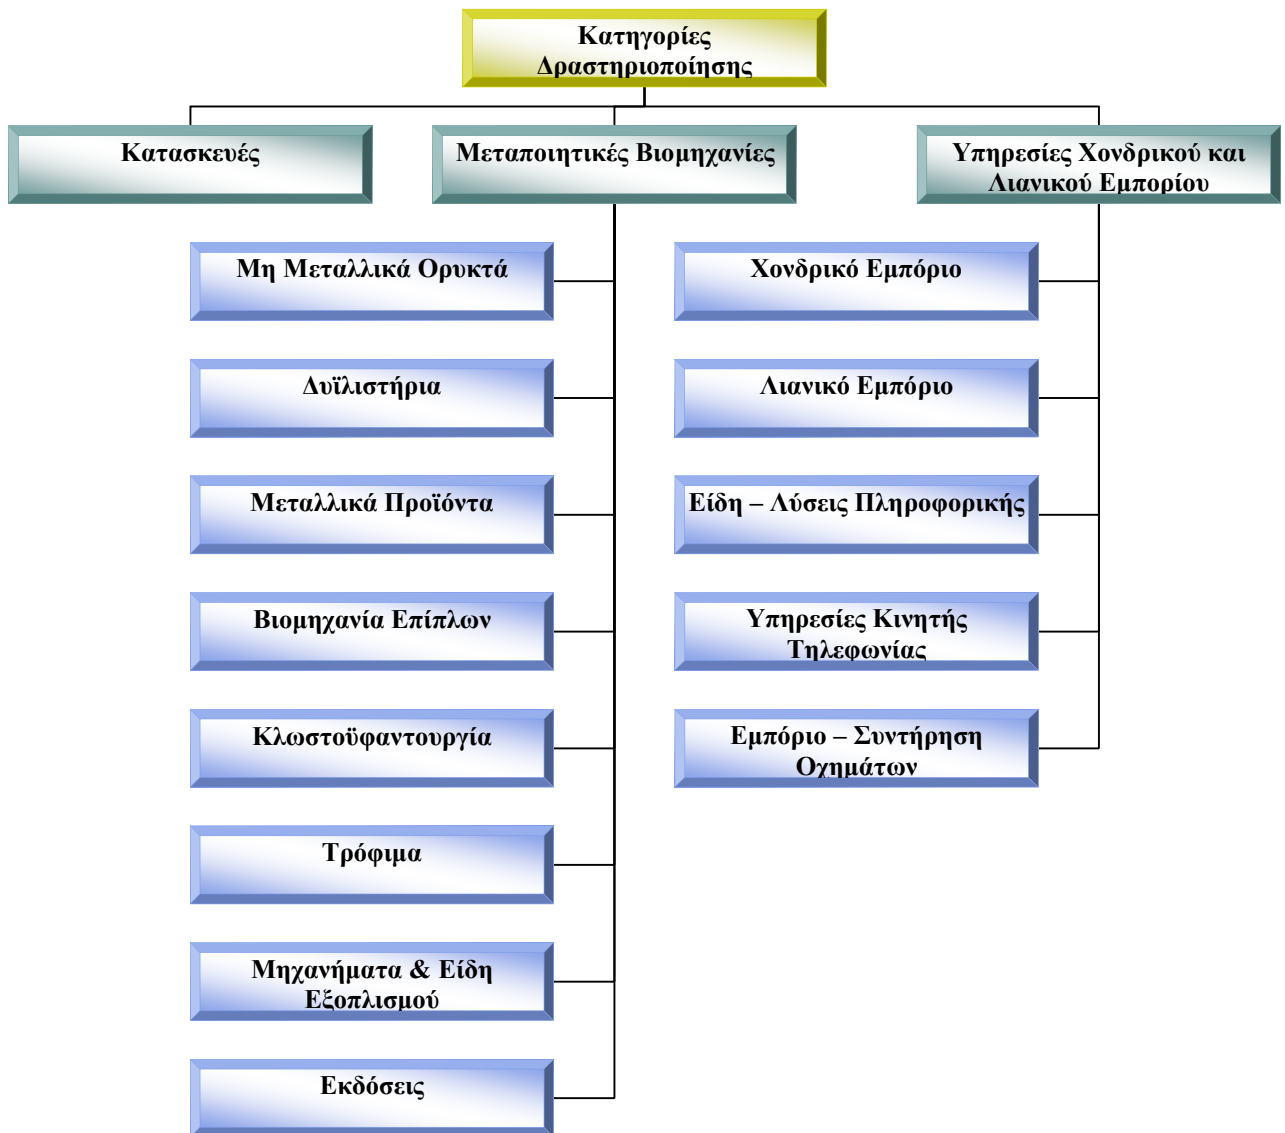 Κατηγορίες
Δραστηριοποίησης
Κατασκευές
Μεταποιητικές Βιομηχανίες
Υπηρεσίες Χονδρικού και
Λιανικού Εμπορίου
Μη Μεταλλικά Ορυκτά
Δυϊλιστήρια
Μεταλλικά Προϊόντα
Βιομηχανία Επίπλων
Κλωστοϋφαντουργία
Τρόφιμα
Μηχανήματα & Είδη
Εξοπλισμού
Εκδόσεις
Χονδρικό Εμπόριο
Λιανικό Εμπόριο
Είδη – Λύσεις Πληροφορικής
Υπηρεσίες Κινητής
Τηλεφωνίας
Εμπόριο – Συντήρηση
Οχημάτων